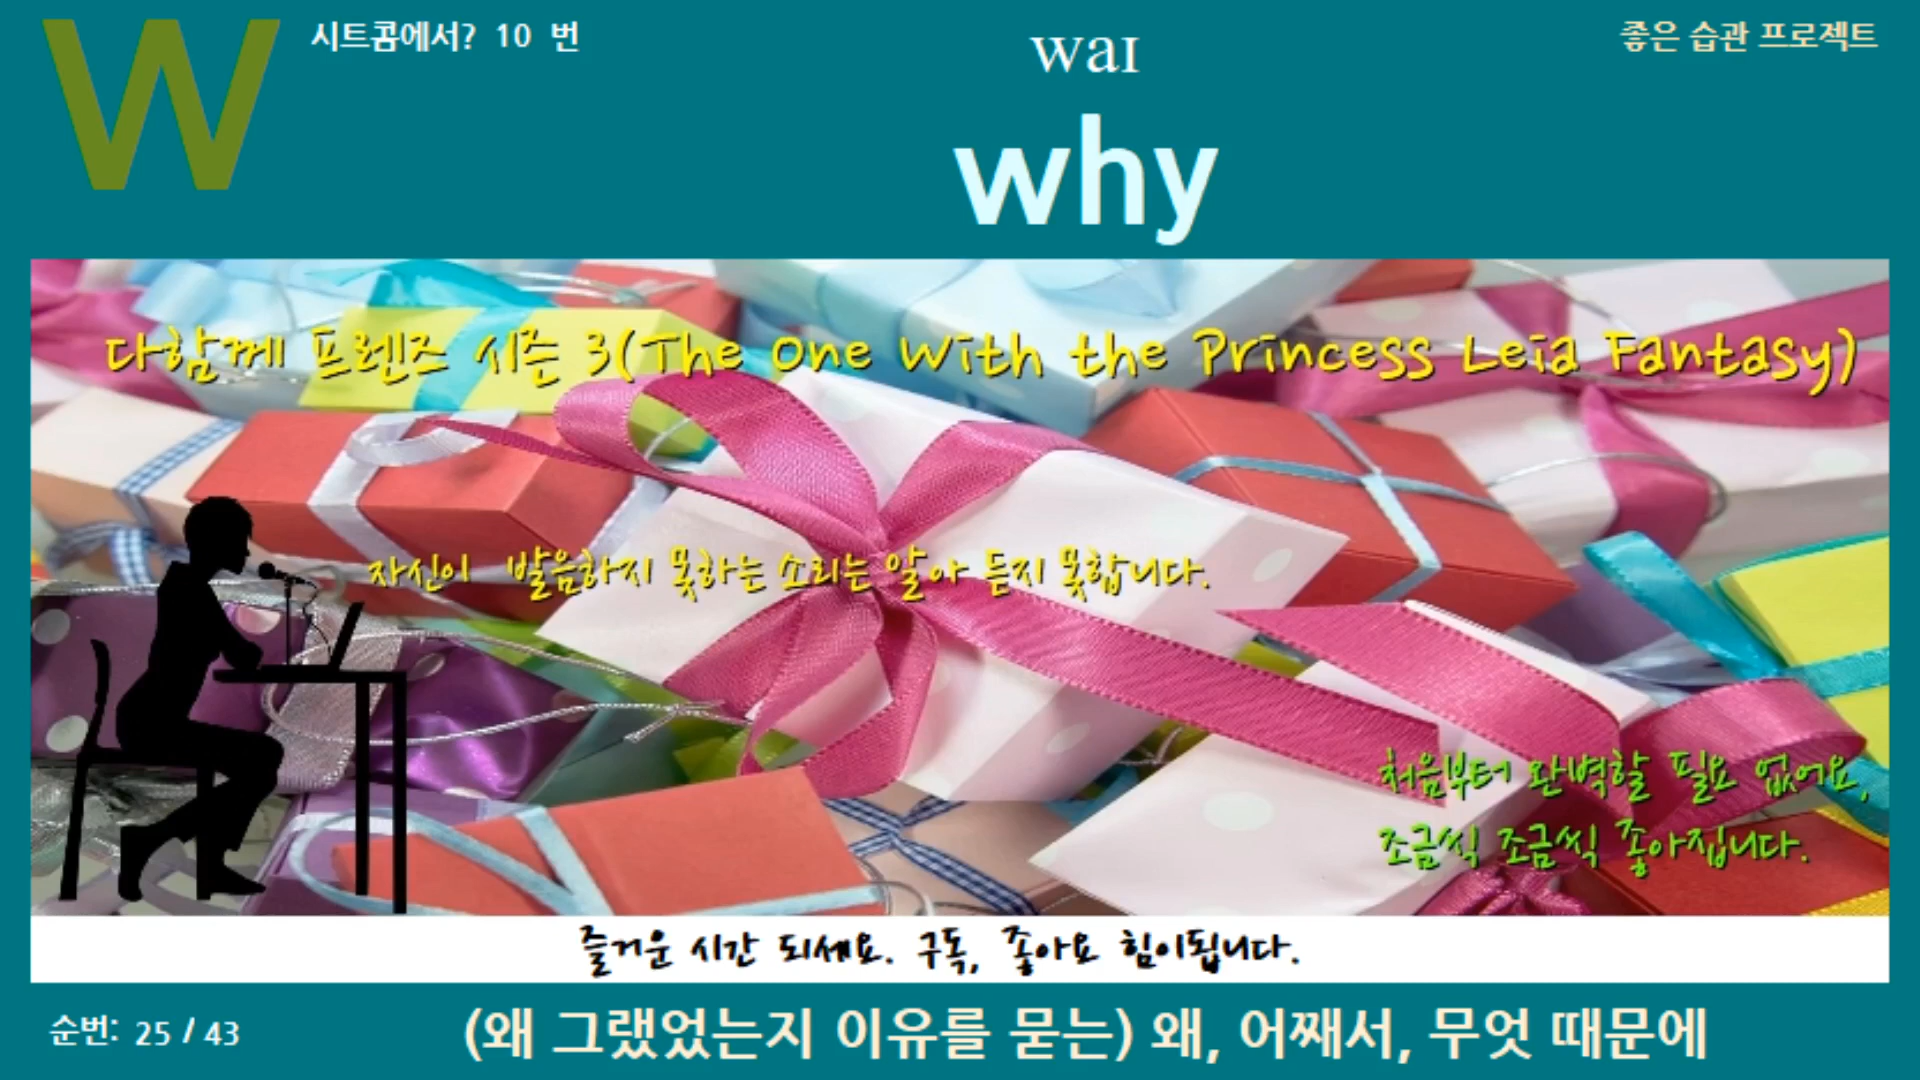 W
시트콤에서? 10 번
waɪ
좋은 습관 프로젝트
why
다함께 프렌즈 시즌 3(The One With the Princess Leia Fantasy)
자신이 발음하지 못하는 소리는 알아 듣지 못합니다.
처음부터 완벽할 필요 없어요,
조금씩 조금씩 좋아집니다.
즐거운 시간 되세요. 구독, 좋아요 힘이됩니다.
순번: 25 / 43
(왜 그랬었는지 이유를 묻는) 왜, 어째서, 무엇 때문에